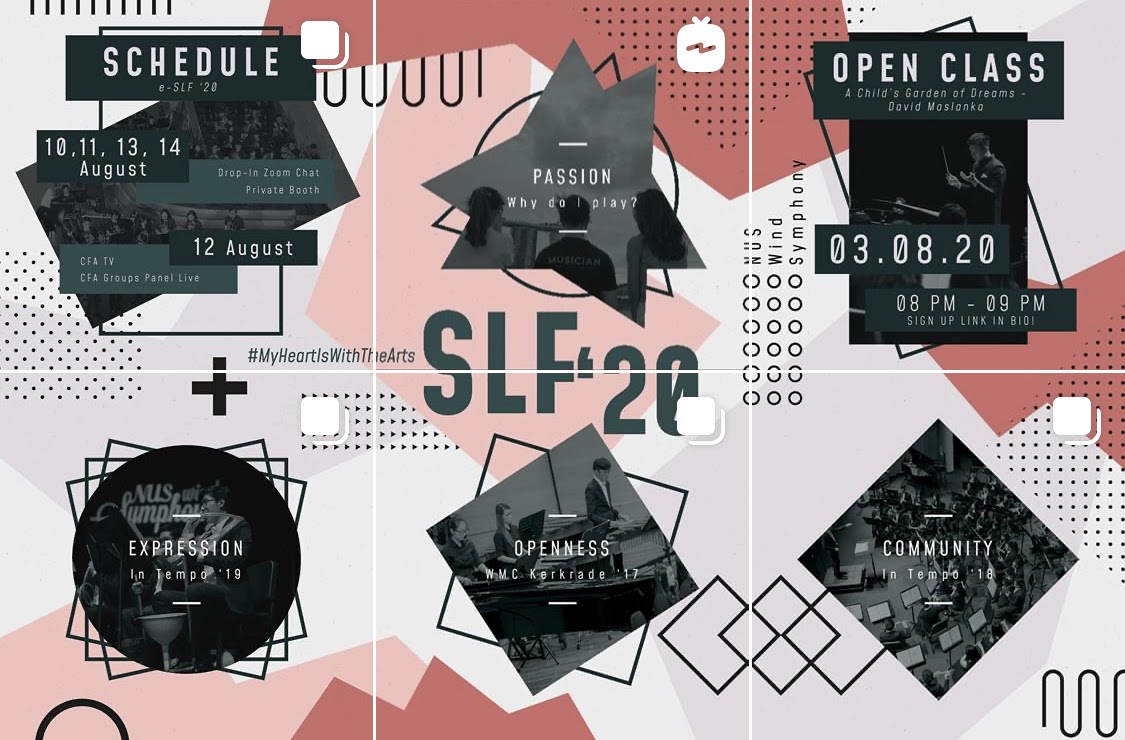 SCHEDULE
e-SLF '20
10,11, 13, 14
August
Drop-In Zoom Chat
Private Booth
12 August
CFA TV
CFA Groups Panel Live
#MyHeartIsWithTheArts
PASSION
Why do I play?
MUSICIAN
SLF'20
OPEN CLASS
A Child's Garden of Dreams -
David Maslanka
03.08.20
08 PM - 09 PM
SIGN UP LINK IN BIO!
NUS
Wind
Symphony
NUS wind
Symphony
EXPRESSION
In Tempo '19
OPENNESS
WMC Kerkrade '17
COMMUNITY
In Tempo '18